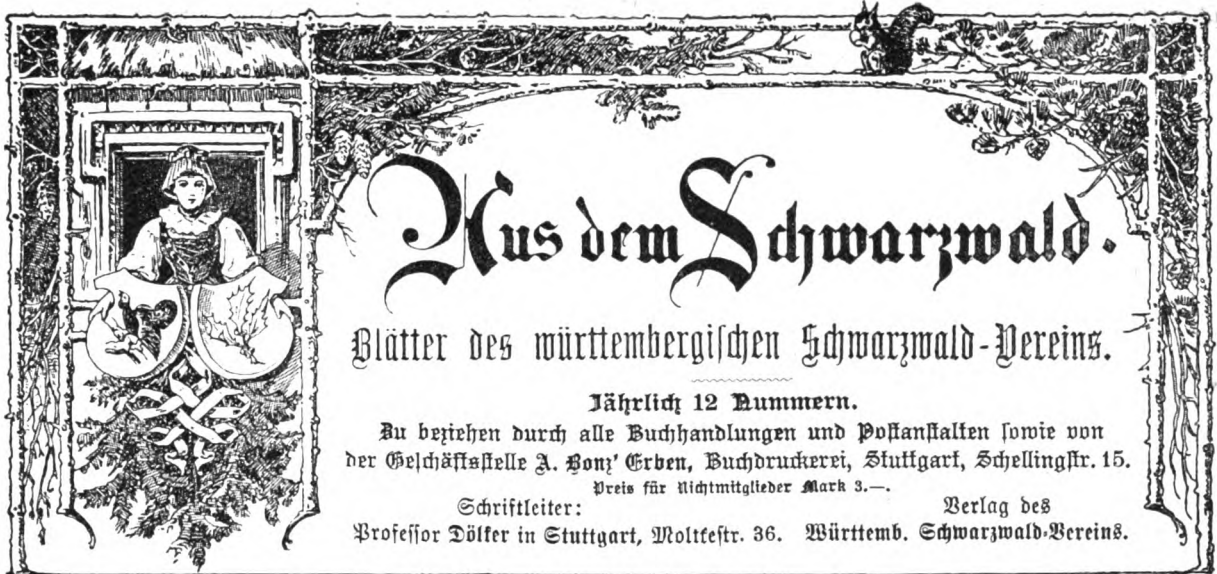 Aus dem Schwarzwald.
Blätter des württembergischen Schwarzwald-Vereins.
Jährlich 12 Nummern.
Zu beziehen durch alle Buchhandlungen und Postanstalten sowie von
der Geschäftsstelle A. Bonz' Erben, Buchdruckerei, Stuttgart, Schellingstr. 15.
Preis für Nichtmitglieder Mark 3.—.
Schriftleiter:
Professor Dölker in Stuttgart, Moltkestr. 36.
Verlag des
Württemb. Schwarzwald-Vereins.